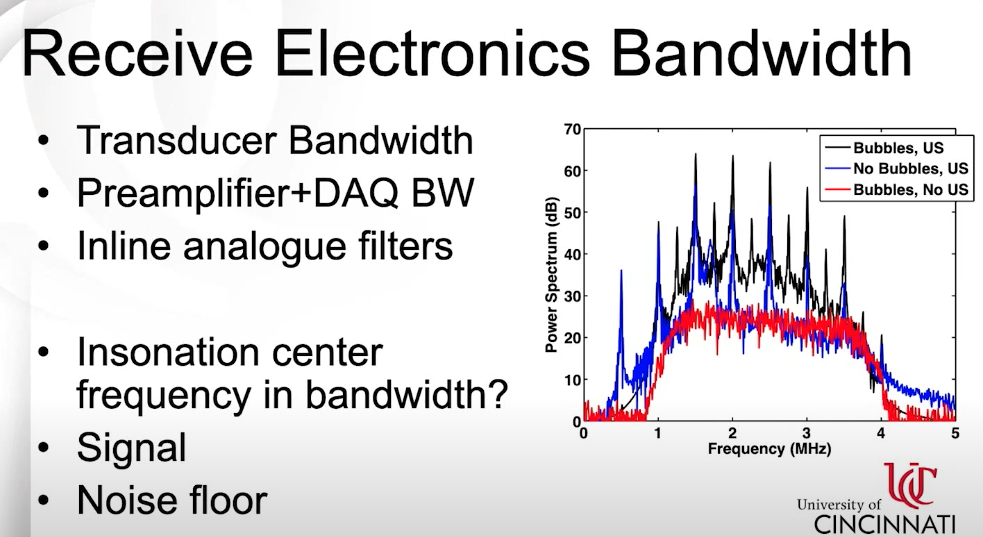 Receive Electronics Bandwidth
• Transducer Bandwidth
• Preamplifier+DAQ BW
• Inline analogue filters
• Insonation center
frequency in bandwidth?
• Signal
• Noise floor
70
60
50
40
30
20
10
0
Power Spectrum (dB)
Bubbles, US
No Bubbles, US
Bubbles, No US
0 1 2 3 4 5
Frequency (MHz)
UC
University of
CINCINNATI